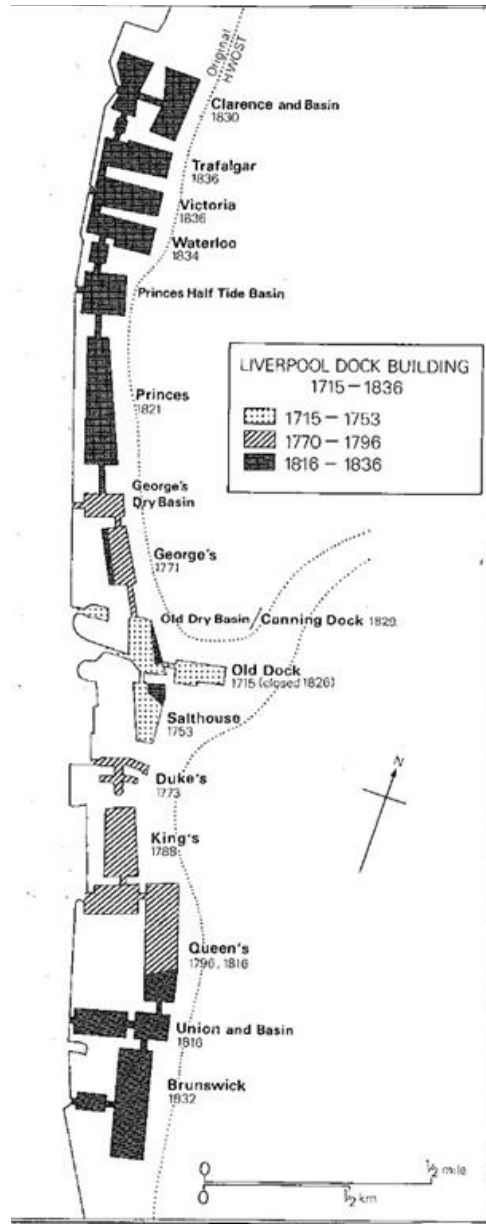 Original
HWOST
Clarence and Basin
1830
Trafalgar
1836
Victoria
1836
Waterloo
1834
Princes Half Tide Basin
LIVERPOOL DOCK BUILDING
1715 – 1836
1715 – 1753
1770 – 1796
1816 – 1836
Princes
1821
George's
Dry Basin
George's
1771
Old Dry Basin / Canning Dock 1829
Old Dock
1715 (closed 1826)
Salthouse
1753
N
Duke's
1773
King's
1788
Queen's
1796, 1816
Union and Basin
1816
Brunswick
1832
0 ½ mile
0 ½ km